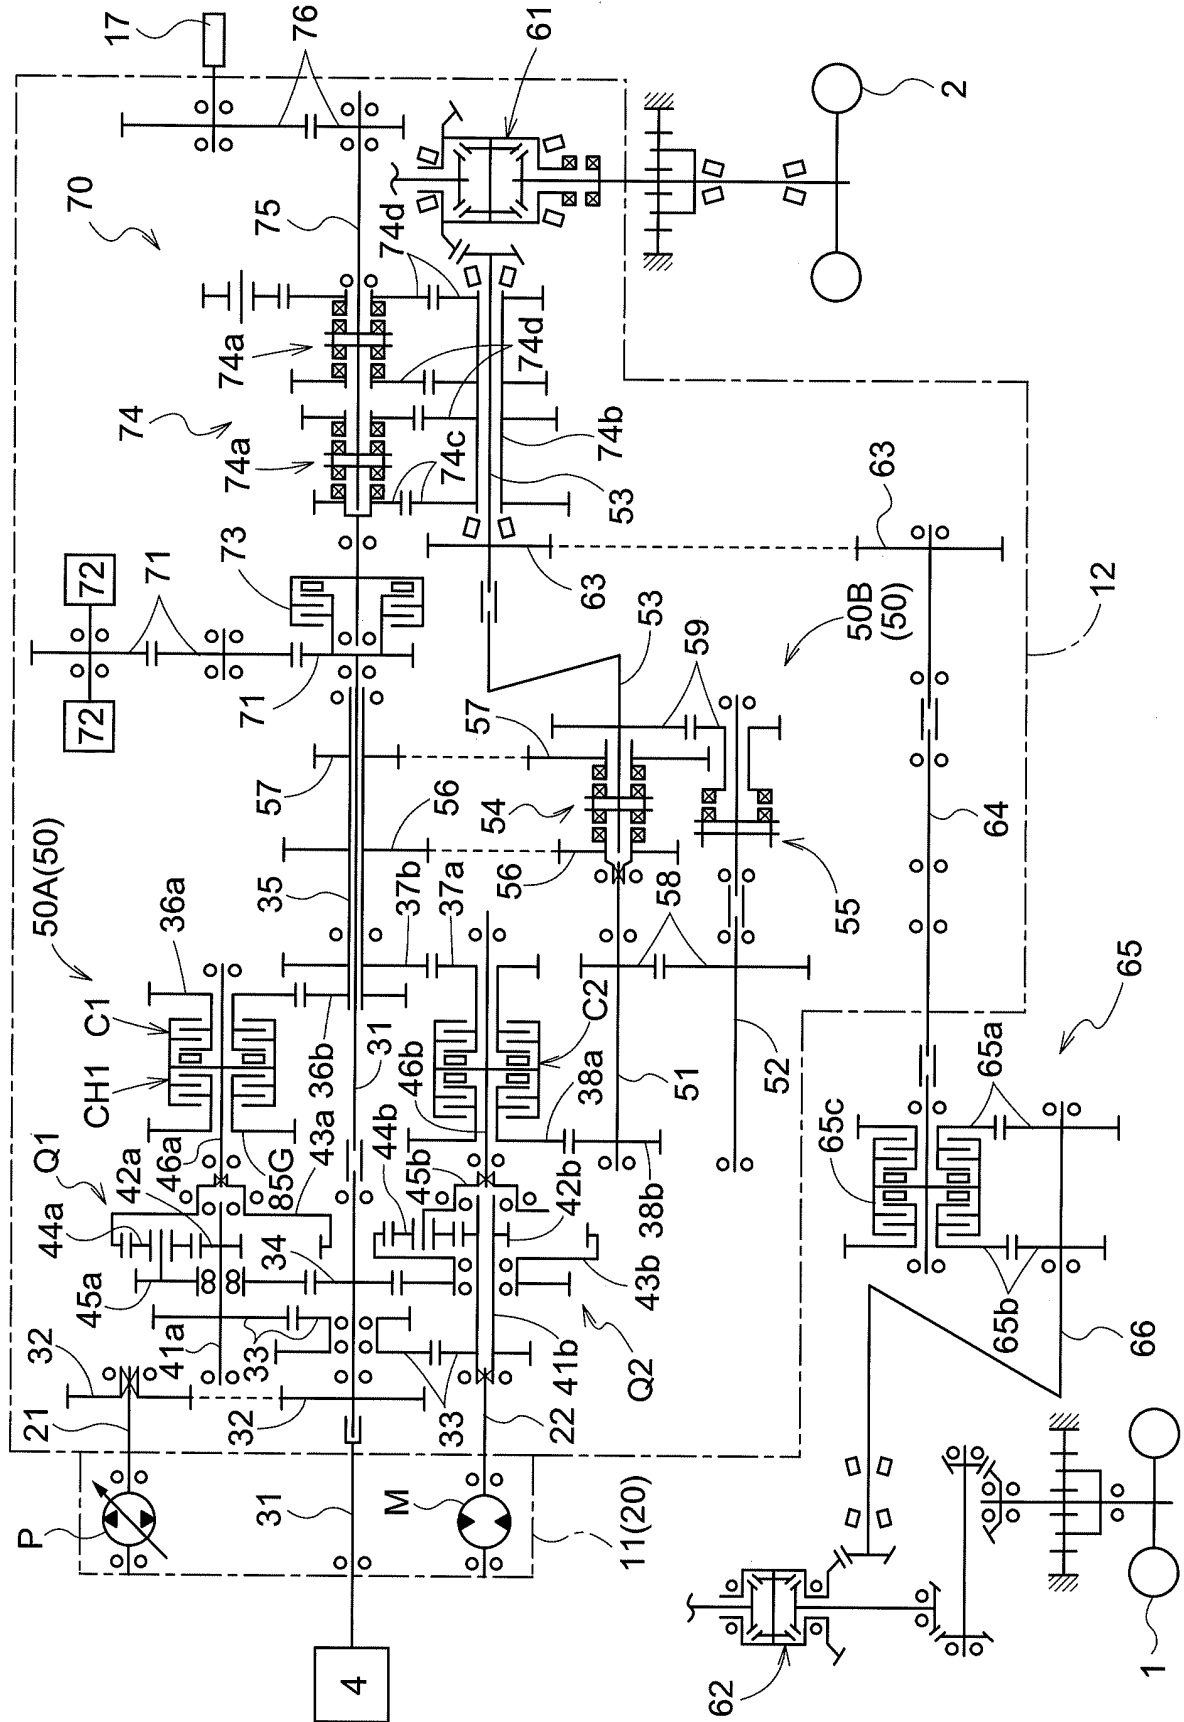 17
76
61
2
70
75
74d
74a
74d
74
74a
74c
74b
53
63
63
12
72
71
73
72
71
53
50B
(50)
59
57
57
54
56
56
64
50A(50)
36a
35
37b
37a
58
55
C1
CH1
36b
31
C2
65
65a
46b
38a
51
52
65c
Q1
46a
85G
43a
42a
44b
45b
42b
38b
44a
34
43b
45a
65b
66
32
41a
33
33
41b
Q2
21
32
22
P
31
M
11(20)
4
62
1